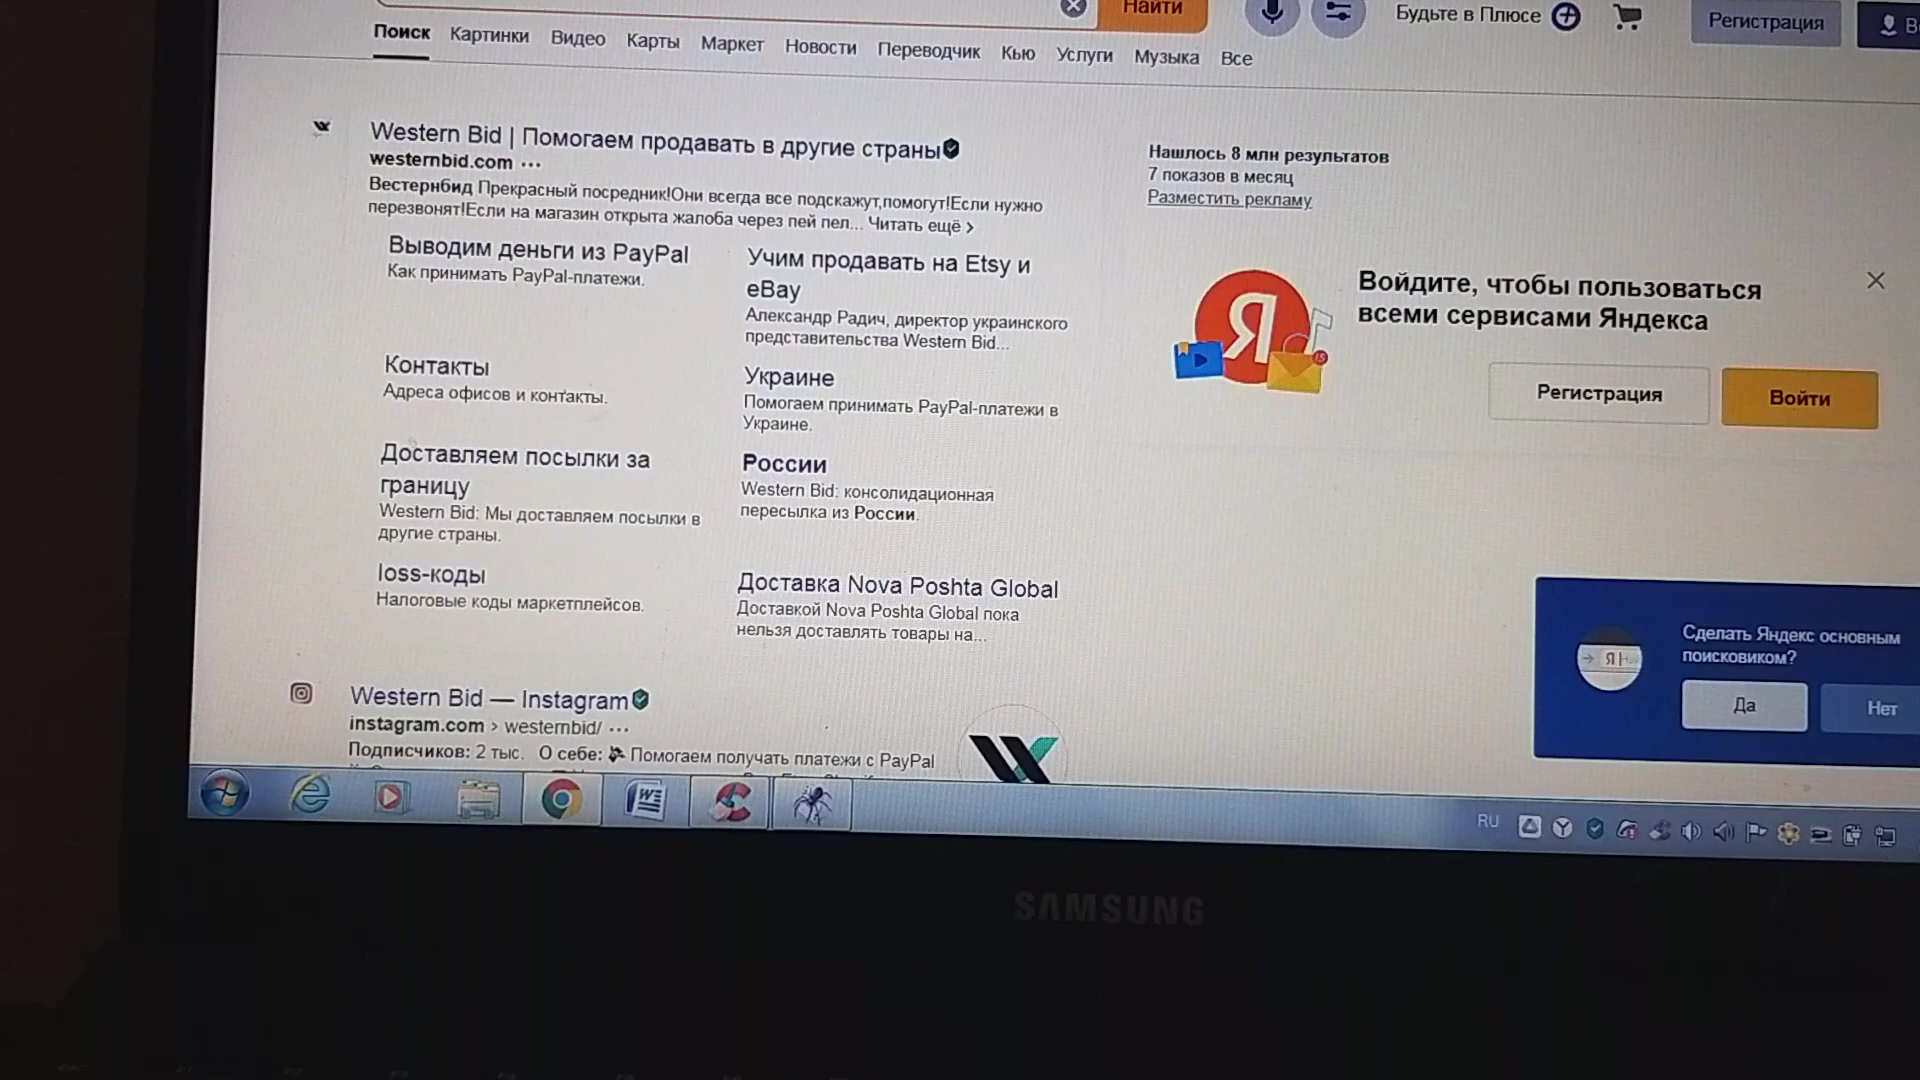 Найти
Будьте в Плюсе
Регистрация
Поиск Картинки Видео Карты Маркет Новости Переводчик Кью Услуги Музыка Все
Western Bid | Помогаем продавать в другие страны
westernbid.com ...
Вестернбид Прекрасный посредник!Они всегда все подскажут,помогут!Если нужно
перезвонят!Если на магазин открыта жалоба через пей пел... Читать ещё >
Выводим деньги из PayPal
Как принимать PayPal-платежи.
Учим продавать на Etsy и
eBay
Александр Радич, директор украинского
представительства Western Bid...
Контакты
Адреса офисов и контакты.
Украине
Помогаем принимать PayPal-платежи в
Украине.
Доставляем посылки за
границу
Western Bid: Мы доставляем посылки в
другие страны.
России
Western Bid: консолидационная
пересылка из России.
Ioss-коды
Налоговые коды маркетплейсов.
Доставка Nova Poshta Global
Доставкой Nova Poshta Global пока
нельзя доставлять товары на...
Western Bid — Instagram
instagram.com > westernbid/ ...
Подписчиков: 2 тыс. О себе: Помогаем получать платежи с PayPal
Нашлось 8 млн результатов
7 показов в месяц
Разместить рекламу
Я
15
Войдите, чтобы пользоваться
всеми сервисами Яндекса
Регистрация
Войти
Сделать Яндекс основным
поисковиком?
Да
Нет
RU
SAMSUNG